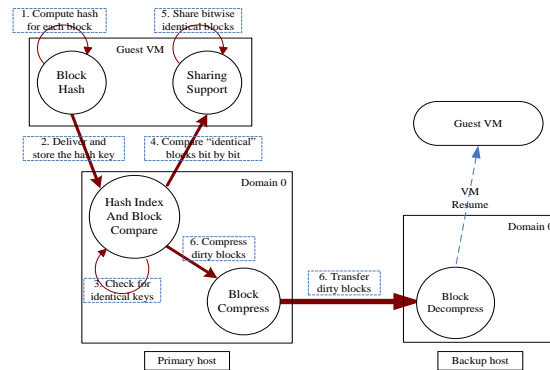 1. Compute hash
for each block
5. Share bitwise
identical blocks
Guest VM
Block
Hash
Sharing
Support
2. Deliver and
store the hash key
4. Compare “identical”
blocks bit by bit
Guest VM
Domain 0
Hash Index
And Block
Compare
6. Compress
dirty blocks
3. Check for
identical keys
Block
Compress
6. Transfer
dirty blocks
VM
Resume
Domain 0
Block
Decompress
Primary host
Backup host